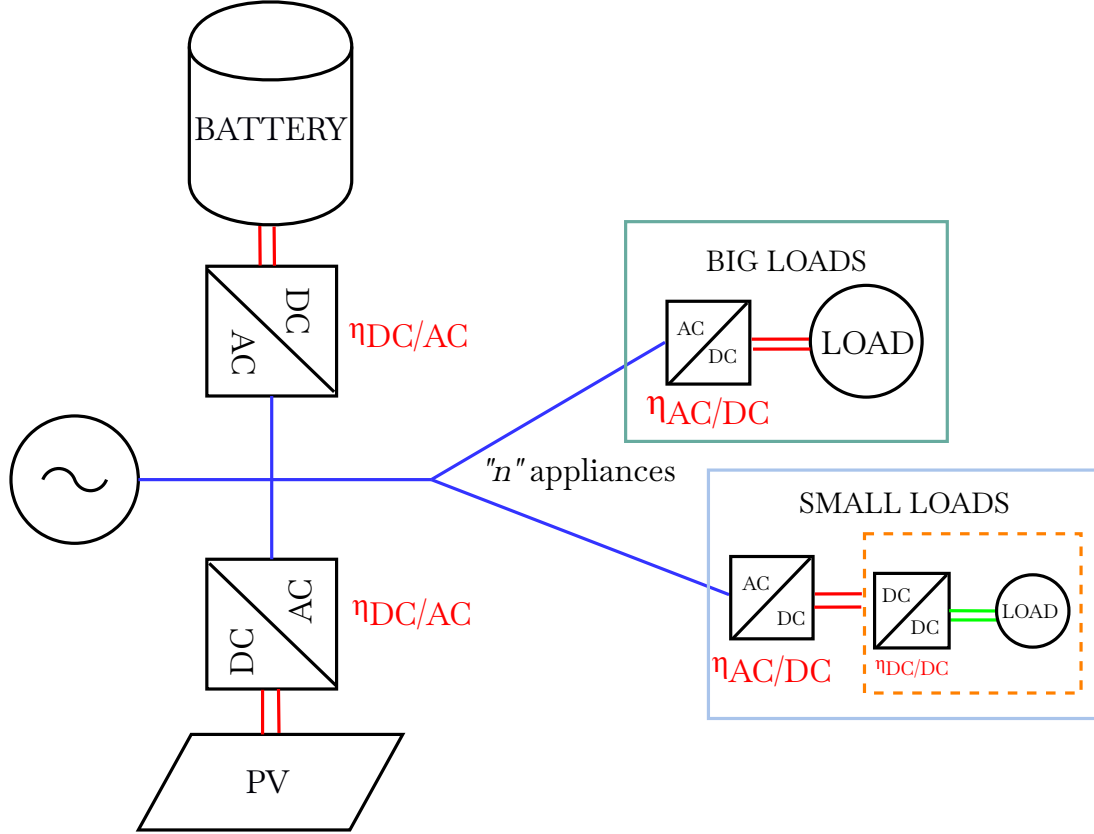 BATTERY
DC
AC
ηDC/AC
BIG LOADS
AC
DC
LOAD
ηAC/DC
"n" appliances
SMALL LOADS
AC
DC
ηAC/DC
DC
DC
LOAD
ηDC/DC
AC
DC
ηDC/AC
PV